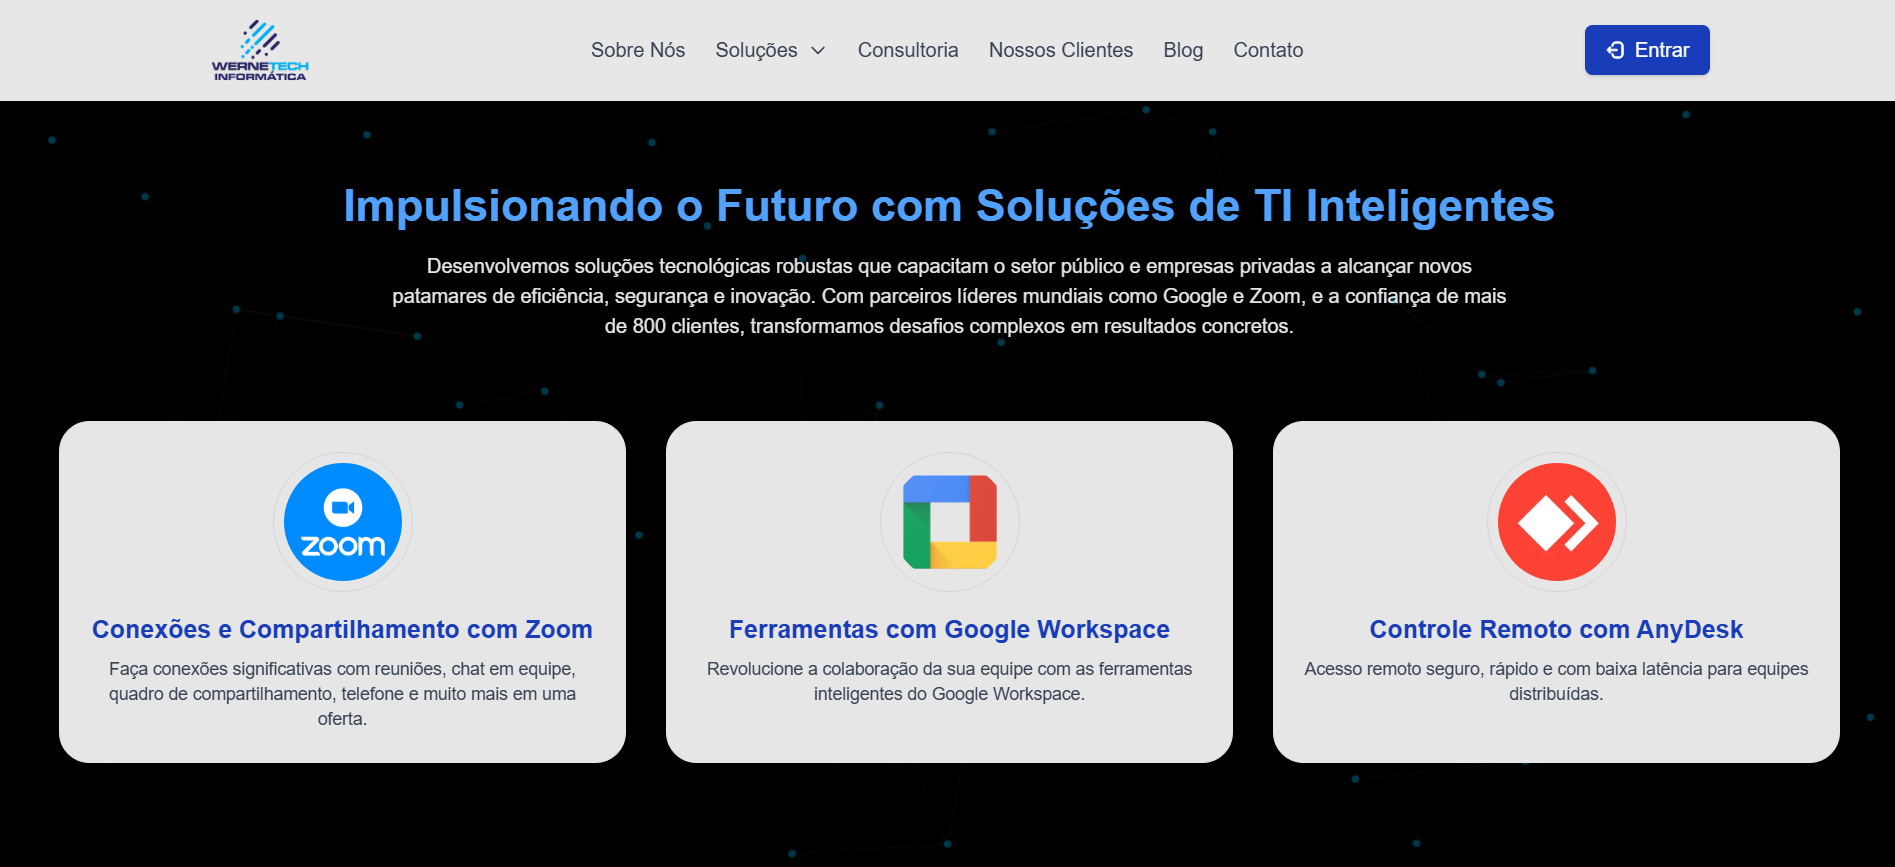 WERNETECH
INFORMÁTICA
Sobre Nós
Soluções
Consultoria
Nossos Clientes
Blog
Contato
Entrar
Impulsionando o Futuro com Soluções de TI Inteligentes
Desenvolvemos soluções tecnológicas robustas que capacitam o setor público e empresas privadas a alcançar novos
patamares de eficiência, segurança e inovação. Com parceiros líderes mundiais como Google e Zoom, e a confiança de mais
de 800 clientes, transformamos desafios complexos em resultados concretos.
zoom
Conexões e Compartilhamento com Zoom
Faça conexões significativas com reuniões, chat em equipe,
quadro de compartilhamento, telefone e muito mais em uma
oferta.
Ferramentas com Google Workspace
Revolucione a colaboração da sua equipe com as ferramentas
inteligentes do Google Workspace.
Controle Remoto com AnyDesk
Acesso remoto seguro, rápido e com baixa latência para equipes
distribuídas.